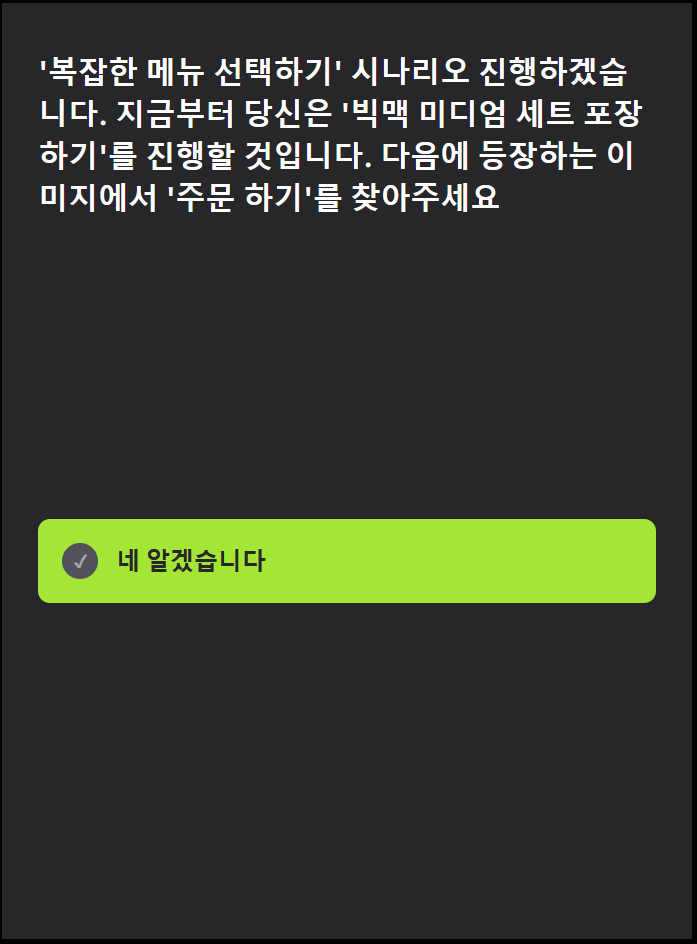 '복잡한 메뉴 선택하기' 시나리오 진행하겠습
니다. 지금부터 당신은 '빅맥 미디엄 세트 포장
하기'를 진행할 것입니다. 다음에 등장하는 이
미지에서 '주문 하기'를 찾아주세요
네 알겠습니다